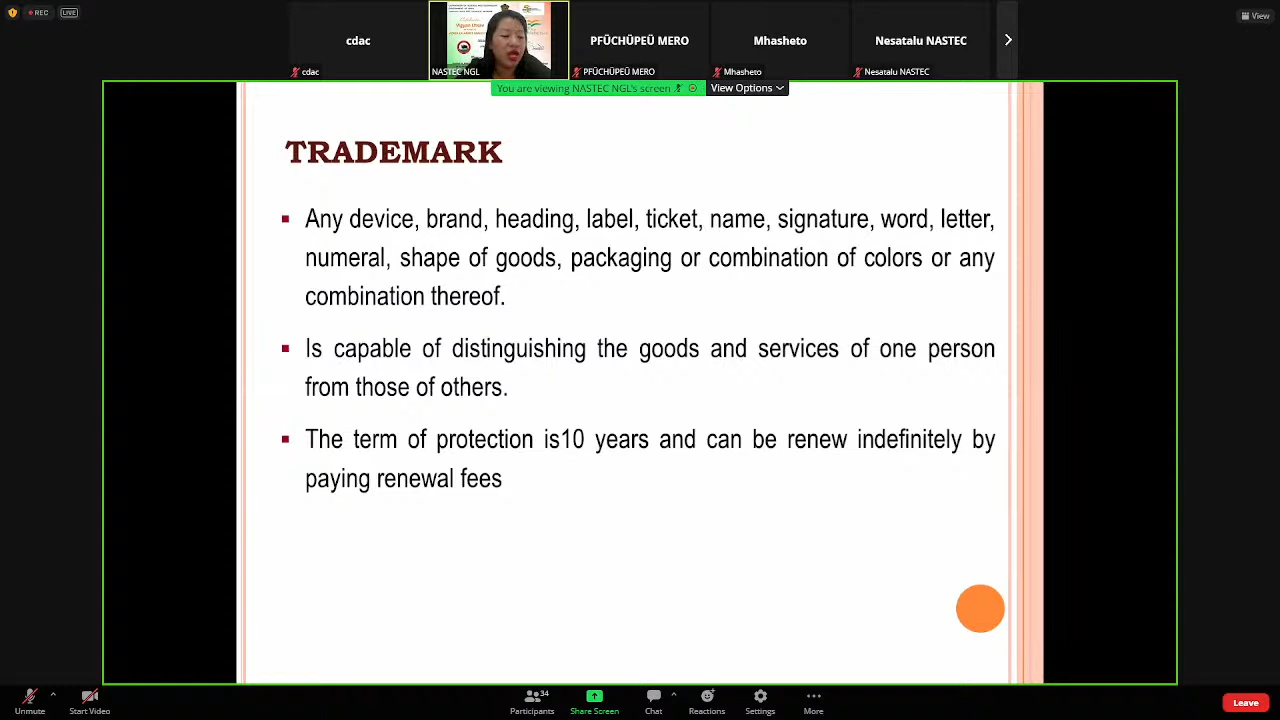 REC
LIVE
View
cdac
PFÜCHÜPEÜ MERO
Mhasheto
Nesatalu NASTEC
cdac
NASTEC NGL
PFÜCHÜPEÜ MERO
Mhasheto
Nesatalu NASTEC
You are viewing NASTEC NGL's screen
View Options
TRADEMARK
Any device, brand, heading, label, ticket, name, signature, word, letter,
numeral, shape of goods, packaging or combination of colors or any
combination thereof.
Is capable of distinguishing the goods and services of one person
from those of others.
The term of protection is10 years and can be renew indefinitely by
paying renewal fees
Unmute
Start Video
34
Participants
Share Screen
Chat
Reactions
Settings
More
Leave